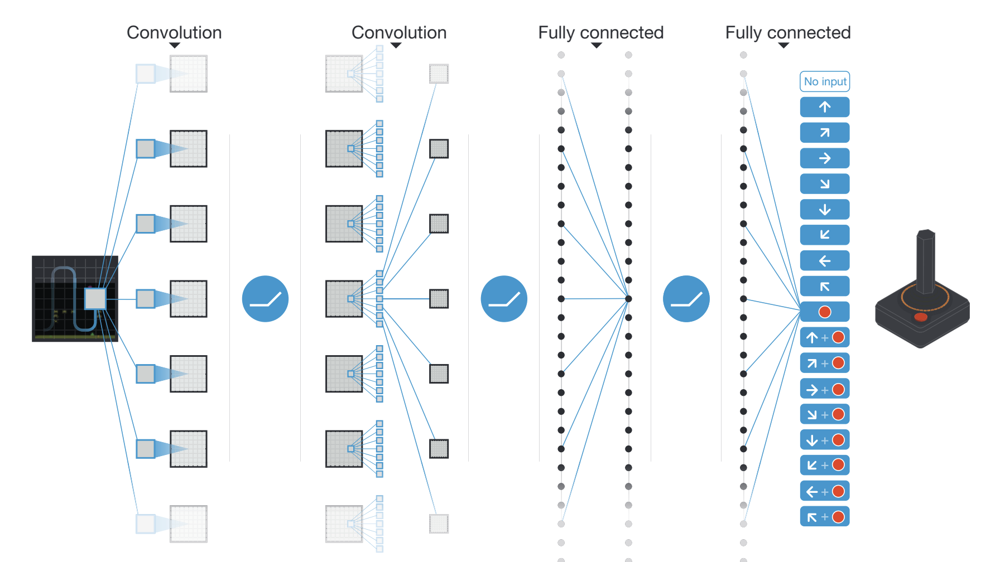 Convolution
Convolution
Fully connected
Fully connected
No input
+
+
+
+
+
+
+
+